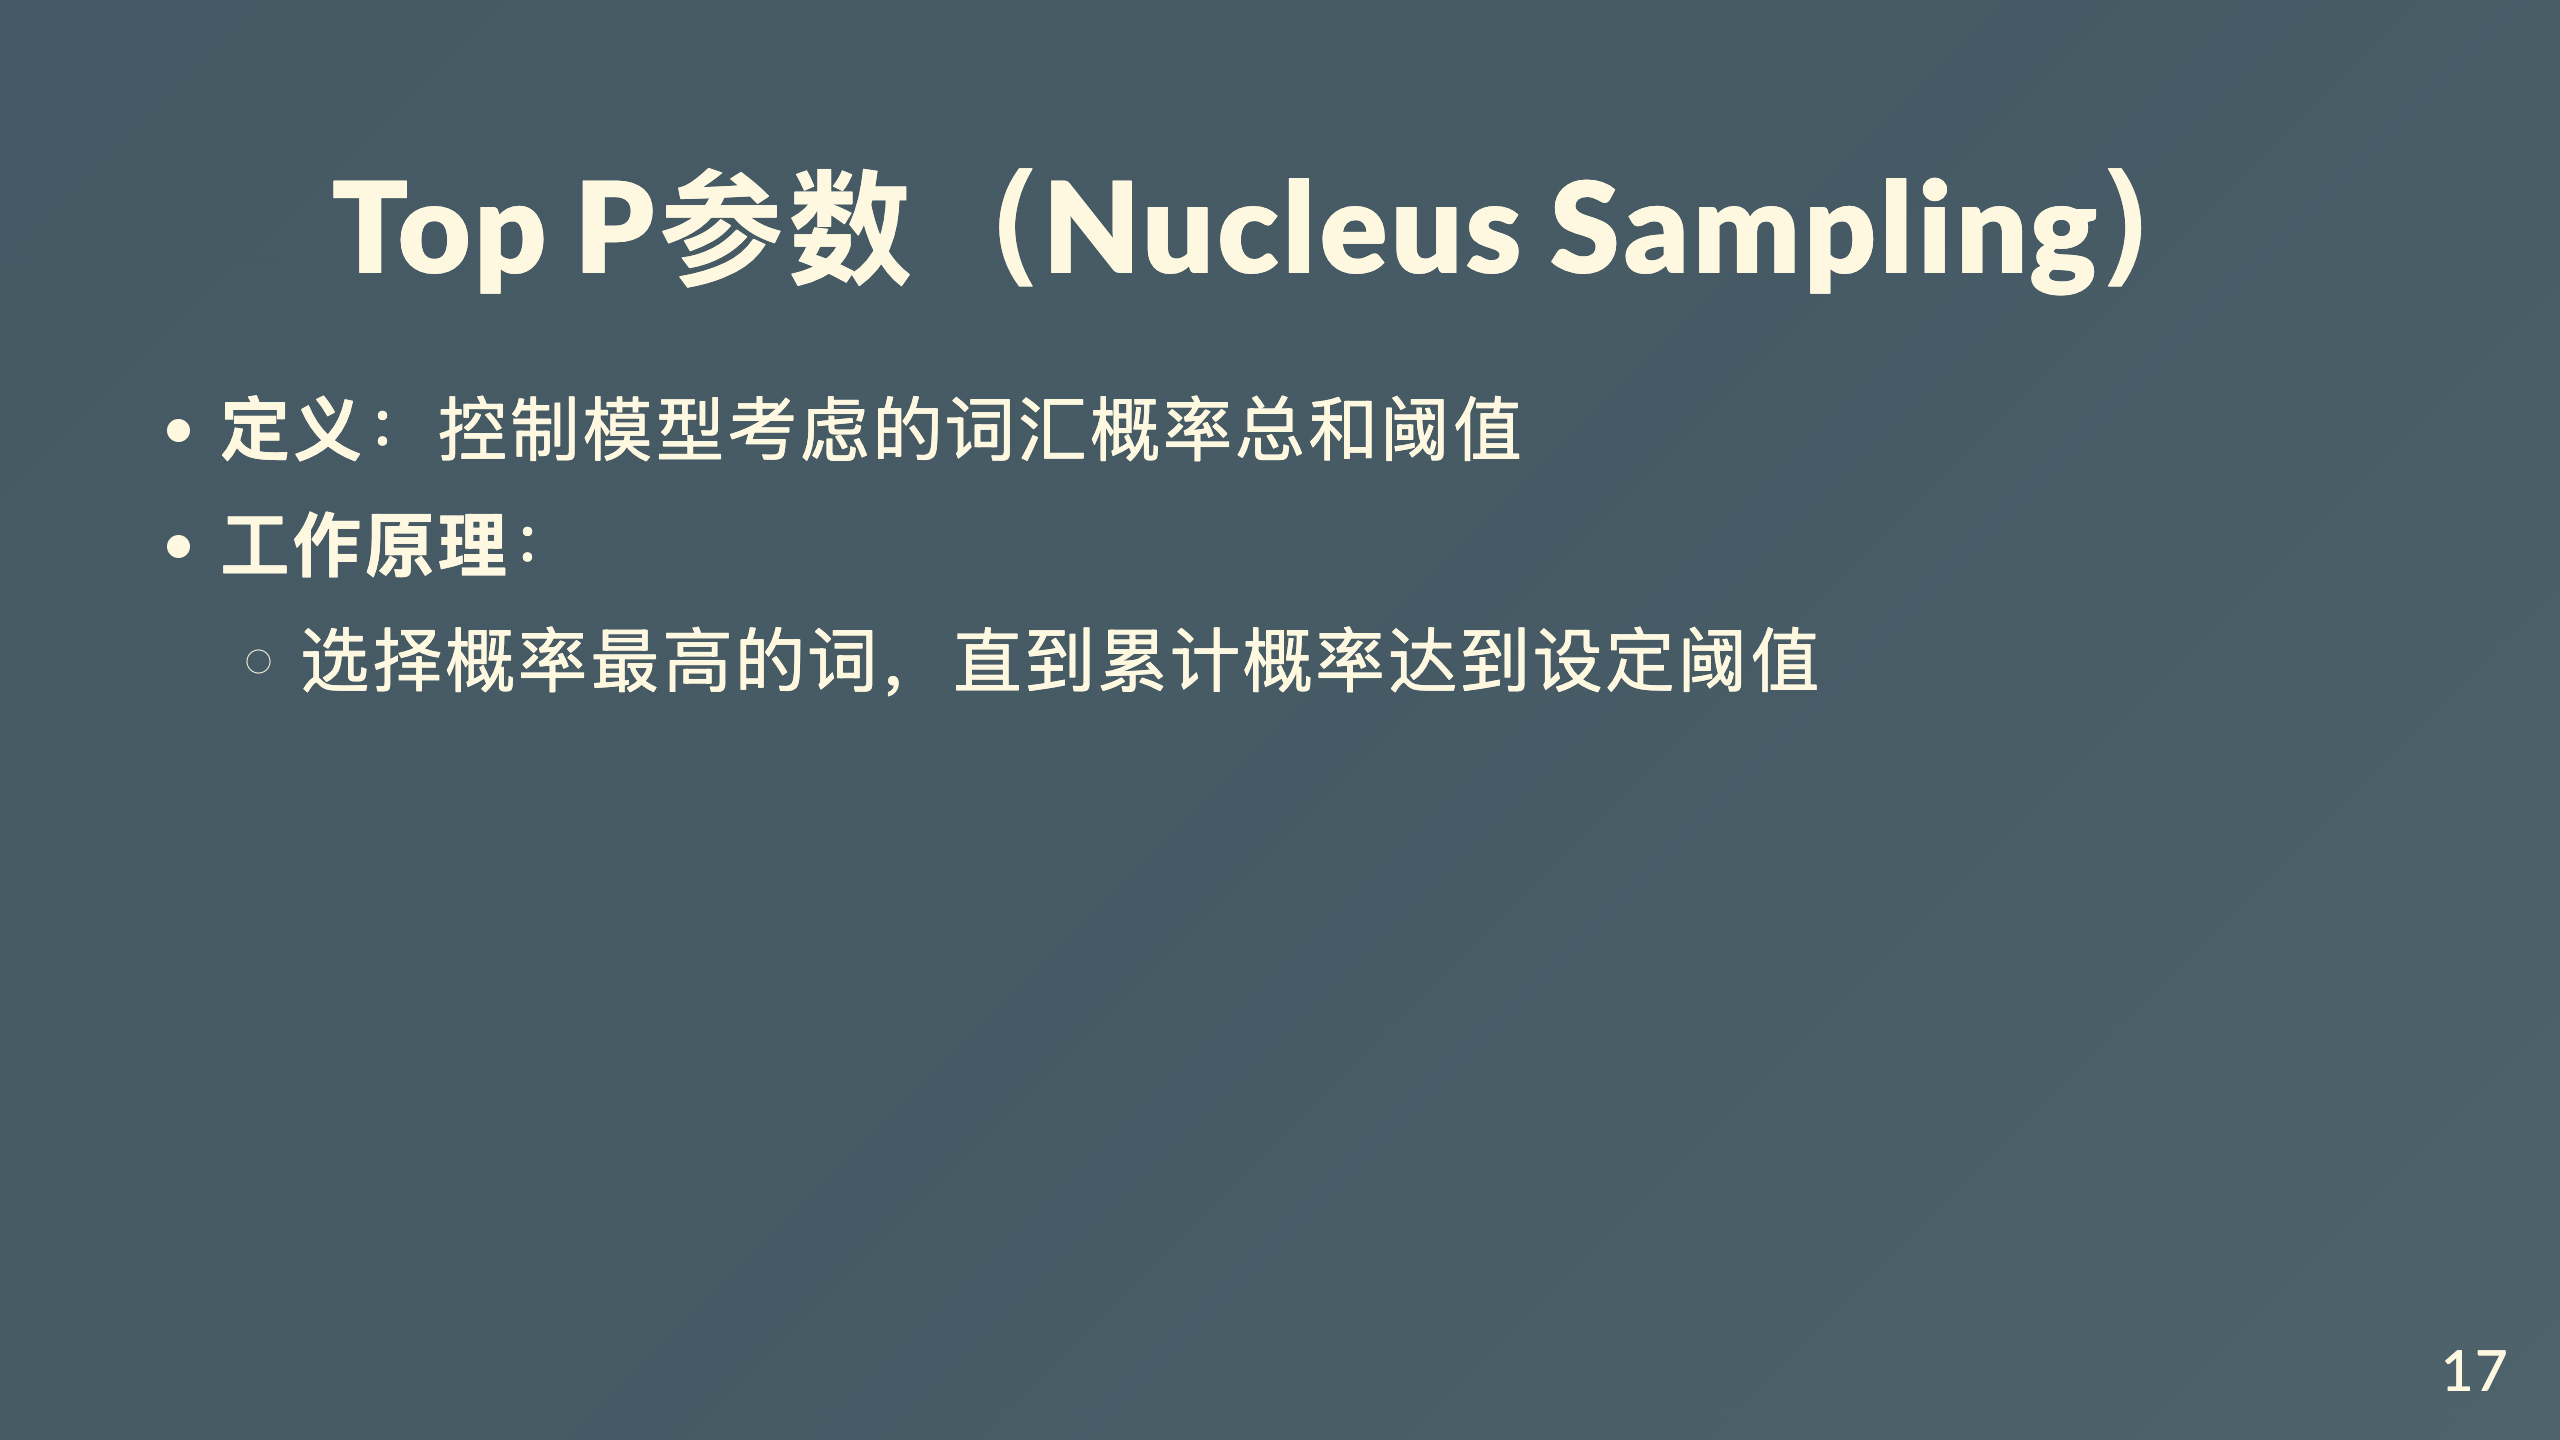 Top P参数（Nucleus Sampling）
• 定义：控制模型考虑的词汇概率总和阈值
• 工作原理：
○ 选择概率最高的词，直到累计概率达到设定阈值
17